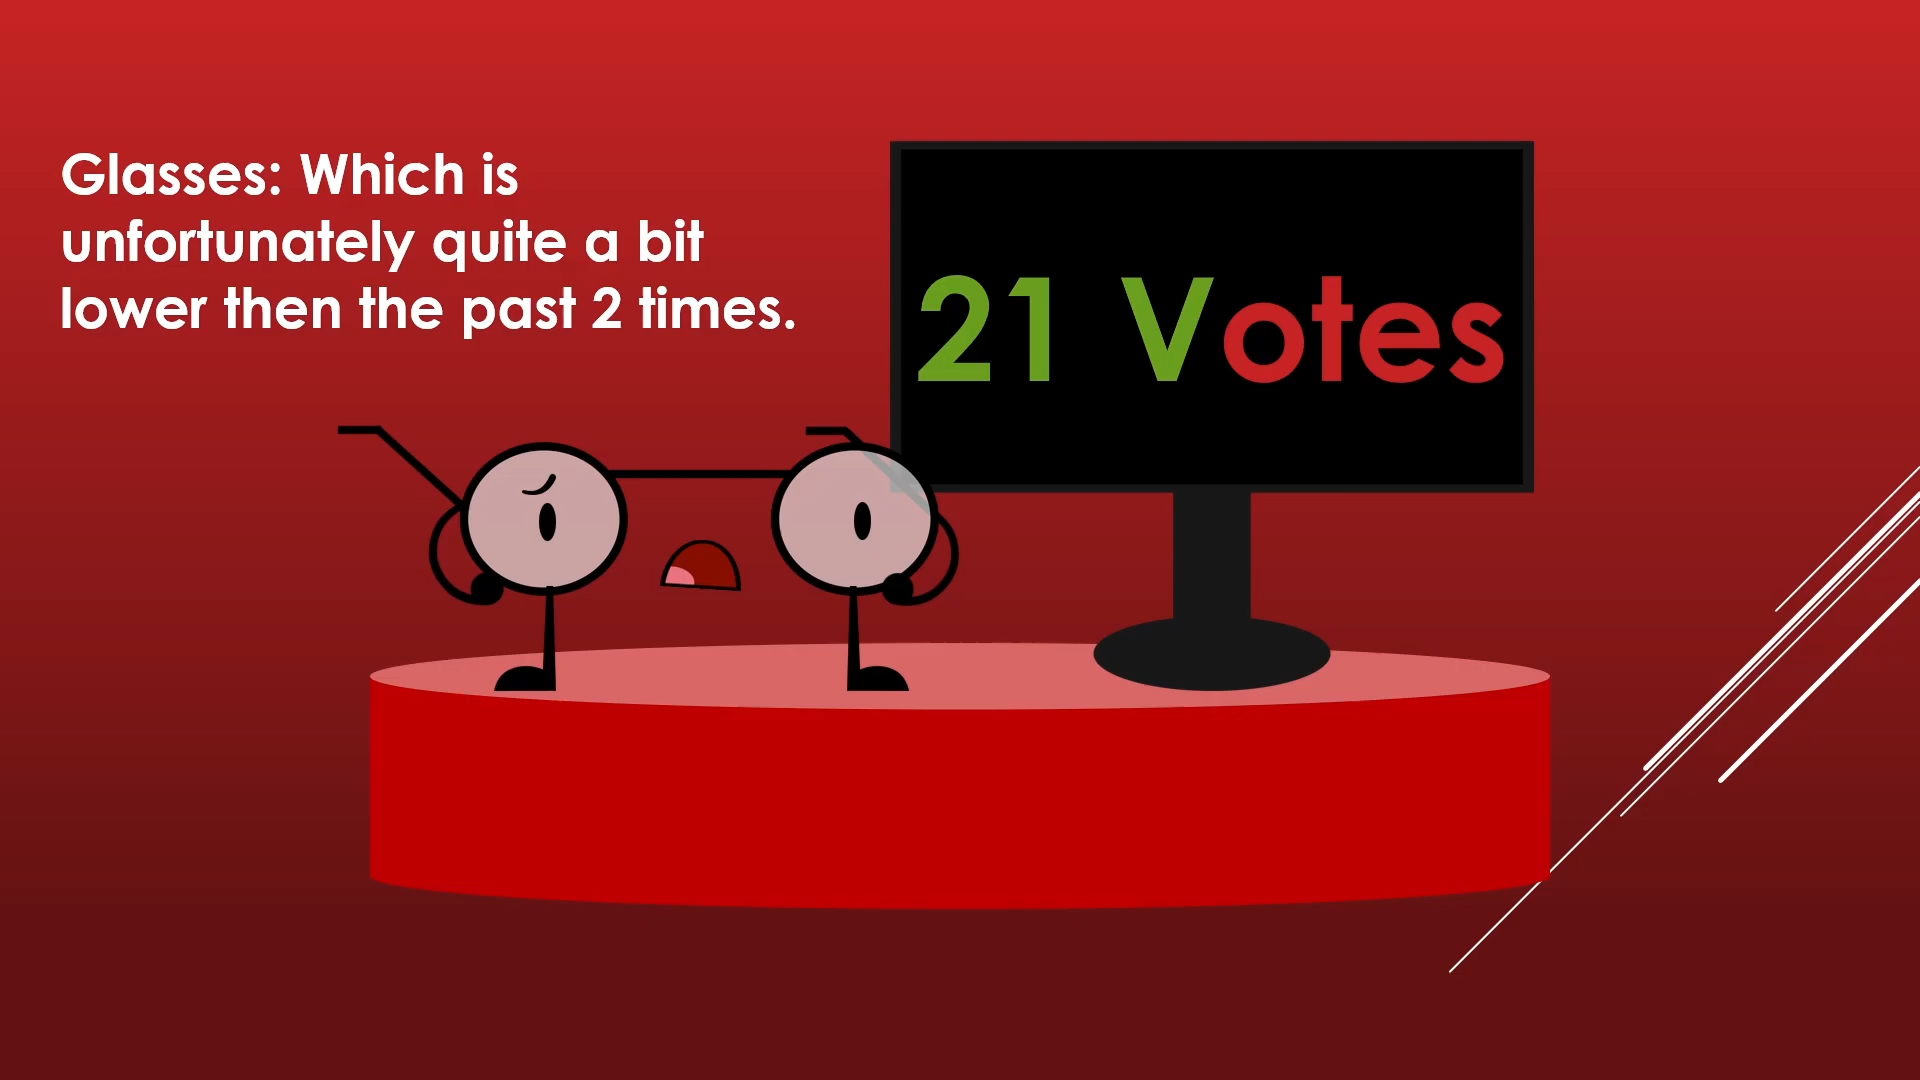 Glasses: Which is
unfortunately quite a bit
lower then the past 2 times.
21 Votes